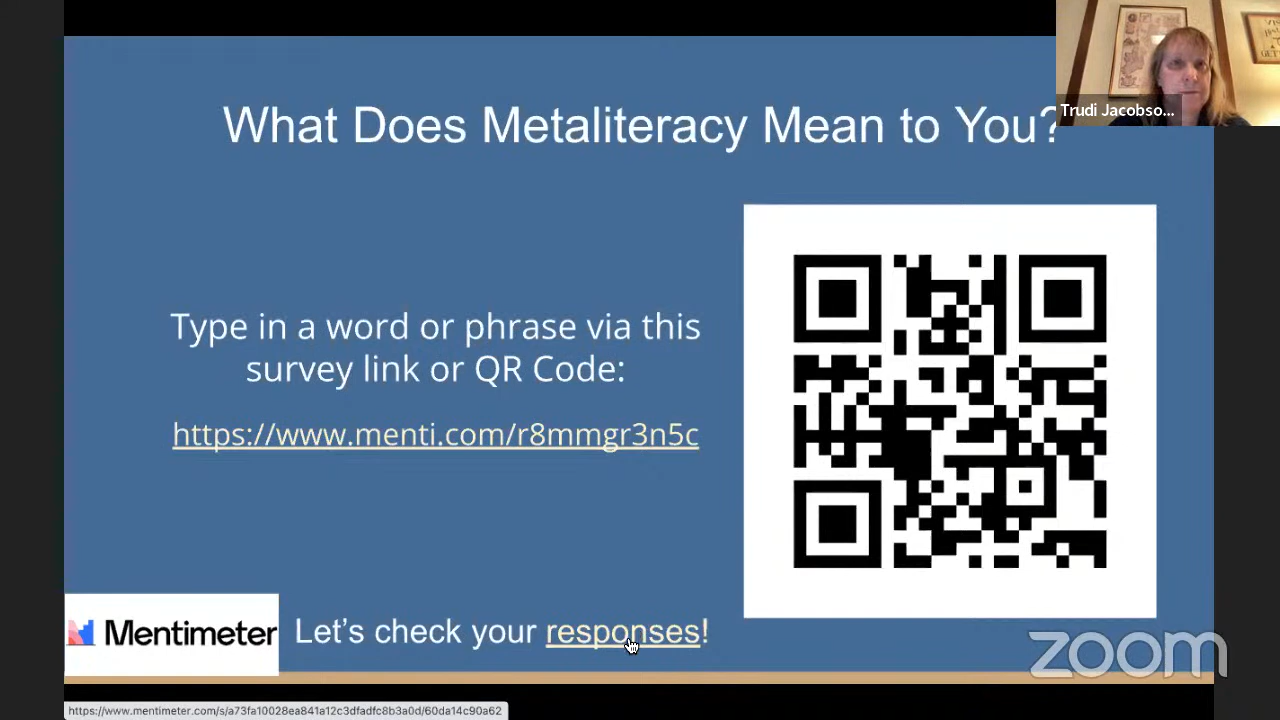 What Does Metaliteracy Mean to You?
Trudi Jacobso...
Type in a word or phrase via this
survey link or QR Code:
https://www.menti.com/r8mmgr3n5c
Mentimeter
Let's check your responses!
zoom
https://www.mentimeter.com/s/a73fa10028ea841a12c3dfadfc8b3a0d/60da14c90a62